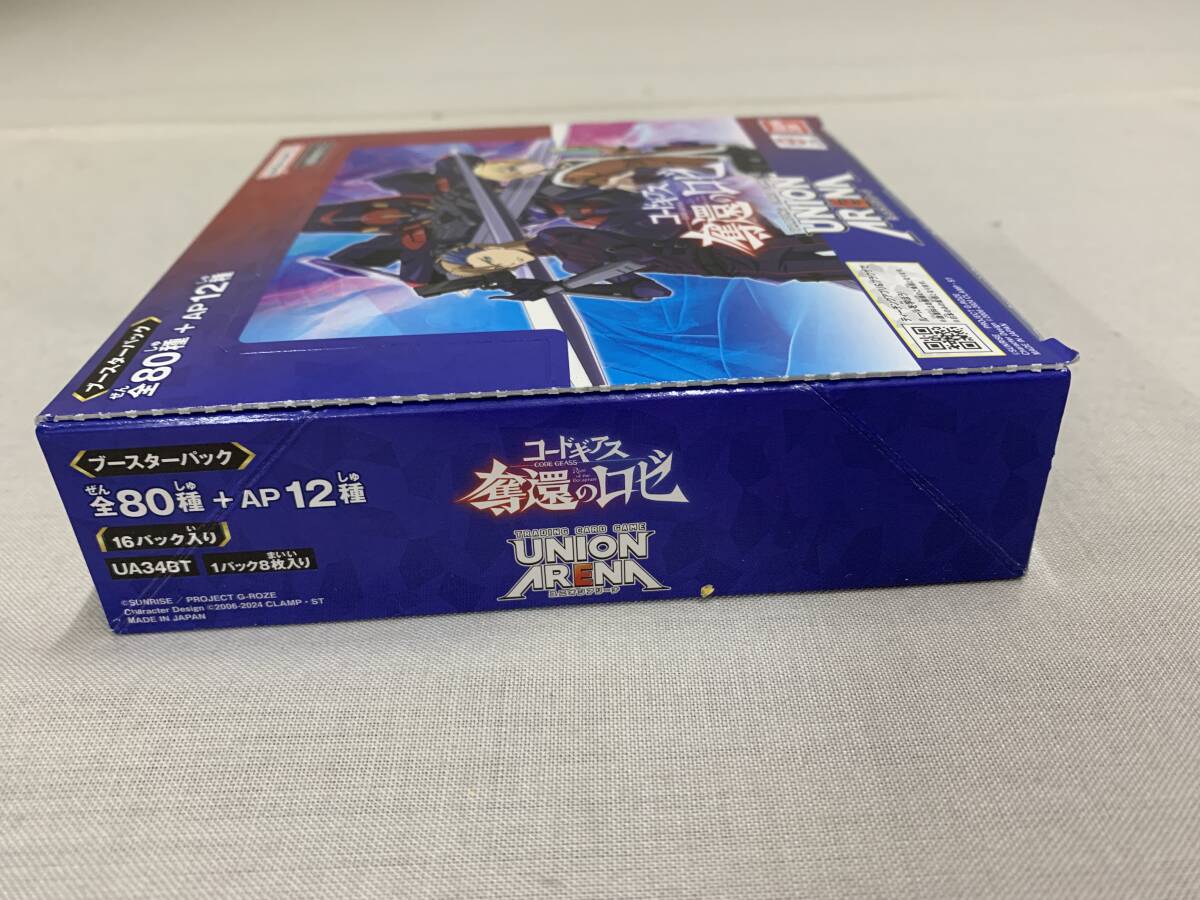 コードギアス
奪還のロゼ
UNION
ARENA
ブースターパック
ぜん しゅ しゅ
全80種 + AP12種
MADE IN JAPAN
ブースターパック
ぜん しゅ しゅ
全80種 + AP 12種
い
16パック入り
まいい
UA34BT 1パック8枚入り
©SUNRISE / PROJECT G-ROZE
Character Design ©2006-2024 CLAMP・ST
MADE IN JAPAN
コードギアス
CODE GEASS
奪還のロゼ
TRADING CARD GAME
UNION
ARENA
ユニオンアリーナ